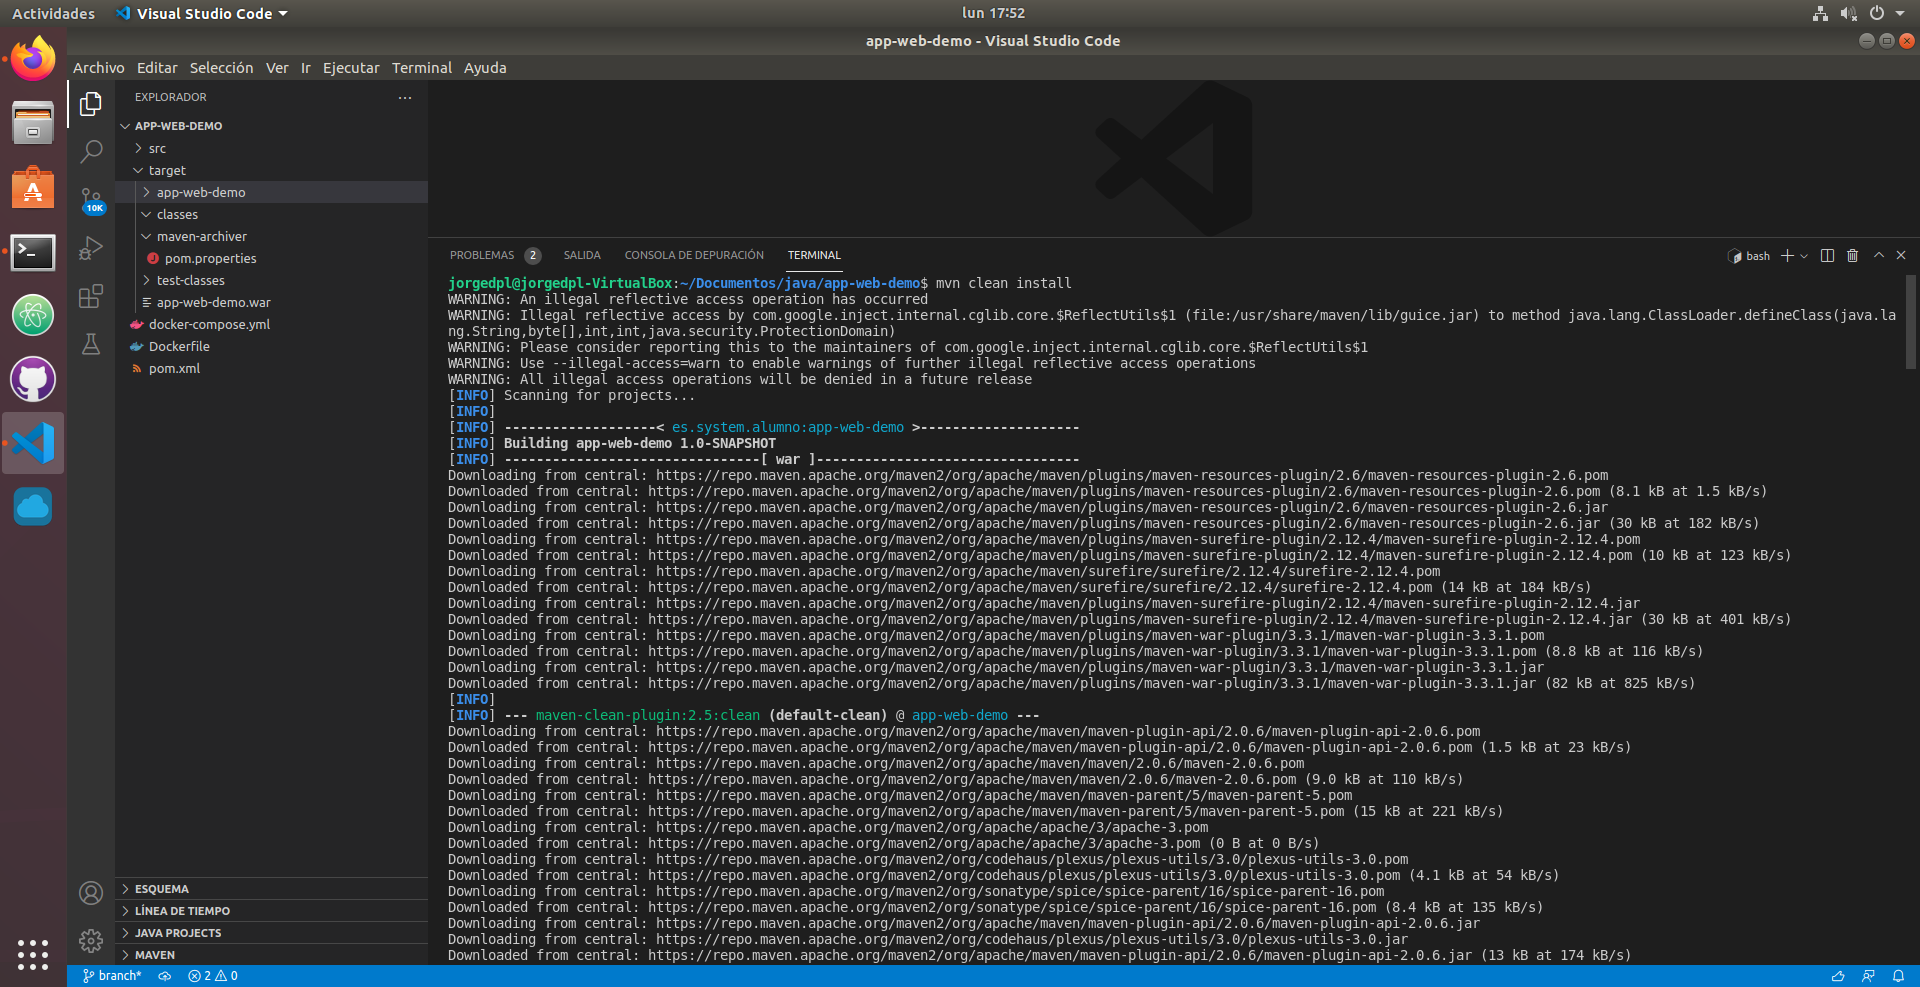 Actividades
Visual Studio Code
lun 17:52
app-web-demo - Visual Studio Code
Archivo Editar Selección Ver Ir Ejecutar Terminal Ayuda
EXPLORADOR
APP-WEB-DEMO
src
target
app-web-demo
classes
maven-archiver
pom.properties
test-classes
app-web-demo.war
docker-compose.yml
Dockerfile
pom.xml
10K
ESQUEMA
LÍNEA DE TIEMPO
JAVA PROJECTS
MAVEN
PROBLEMAS 2 SALIDA CONSOLA DE DEPURACIÓN TERMINAL
bash
jorgedpl@jorgedpl-VirtualBox:~/Documentos/java/app-web-demo$ mvn clean install
WARNING: An illegal reflective access operation has occurred
WARNING: Illegal reflective access by com.google.inject.internal.cglib.core.$ReflectUtils$1 (file:/usr/share/maven/lib/guice.jar) to method java.lang.ClassLoader.defineClass(java.la
ng.String,byte[],int,int,java.security.ProtectionDomain)
WARNING: Please consider reporting this to the maintainers of com.google.inject.internal.cglib.core.$ReflectUtils$1
WARNING: Use --illegal-access=warn to enable warnings of further illegal reflective access operations
WARNING: All illegal access operations will be denied in a future release
[INFO] Scanning for projects...
[INFO]
[INFO] -------------------< es.system.alumno:app-web-demo >--------------------
[INFO] Building app-web-demo 1.0-SNAPSHOT
[INFO] --------------------------------[ war ]---------------------------------
Downloading from central: https://repo.maven.apache.org/maven2/org/apache/maven/plugins/maven-resources-plugin/2.6/maven-resources-plugin-2.6.pom
Downloaded from central: https://repo.maven.apache.org/maven2/org/apache/maven/plugins/maven-resources-plugin/2.6/maven-resources-plugin-2.6.pom (8.1 kB at 1.5 kB/s)
Downloading from central: https://repo.maven.apache.org/maven2/org/apache/maven/plugins/maven-resources-plugin/2.6/maven-resources-plugin-2.6.jar
Downloaded from central: https://repo.maven.apache.org/maven2/org/apache/maven/plugins/maven-resources-plugin/2.6/maven-resources-plugin-2.6.jar (30 kB at 182 kB/s)
Downloading from central: https://repo.maven.apache.org/maven2/org/apache/maven/plugins/maven-surefire-plugin/2.12.4/maven-surefire-plugin-2.12.4.pom
Downloaded from central: https://repo.maven.apache.org/maven2/org/apache/maven/plugins/maven-surefire-plugin/2.12.4/maven-surefire-plugin-2.12.4.pom (10 kB at 123 kB/s)
Downloading from central: https://repo.maven.apache.org/maven2/org/apache/maven/surefire/surefire/2.12.4/surefire-2.12.4.pom
Downloaded from central: https://repo.maven.apache.org/maven2/org/apache/maven/surefire/surefire/2.12.4/surefire-2.12.4.pom (14 kB at 184 kB/s)
Downloading from central: https://repo.maven.apache.org/maven2/org/apache/maven/plugins/maven-surefire-plugin/2.12.4/maven-surefire-plugin-2.12.4.jar
Downloaded from central: https://repo.maven.apache.org/maven2/org/apache/maven/plugins/maven-surefire-plugin/2.12.4/maven-surefire-plugin-2.12.4.jar (30 kB at 401 kB/s)
Downloading from central: https://repo.maven.apache.org/maven2/org/apache/maven/plugins/maven-war-plugin/3.3.1/maven-war-plugin-3.3.1.pom
Downloaded from central: https://repo.maven.apache.org/maven2/org/apache/maven/plugins/maven-war-plugin/3.3.1/maven-war-plugin-3.3.1.pom (8.8 kB at 116 kB/s)
Downloading from central: https://repo.maven.apache.org/maven2/org/apache/maven/plugins/maven-war-plugin/3.3.1/maven-war-plugin-3.3.1.jar
Downloaded from central: https://repo.maven.apache.org/maven2/org/apache/maven/plugins/maven-war-plugin/3.3.1/maven-war-plugin-3.3.1.jar (82 kB at 825 kB/s)
[INFO]
[INFO] --- maven-clean-plugin:2.5:clean (default-clean) @ app-web-demo ---
Downloading from central: https://repo.maven.apache.org/maven2/org/apache/maven/maven-plugin-api/2.0.6/maven-plugin-api-2.0.6.pom
Downloaded from central: https://repo.maven.apache.org/maven2/org/apache/maven/maven-plugin-api/2.0.6/maven-plugin-api-2.0.6.pom (1.5 kB at 23 kB/s)
Downloading from central: https://repo.maven.apache.org/maven2/org/apache/maven/maven/2.0.6/maven-2.0.6.pom
Downloaded from central: https://repo.maven.apache.org/maven2/org/apache/maven/maven/2.0.6/maven-2.0.6.pom (9.0 kB at 110 kB/s)
Downloading from central: https://repo.maven.apache.org/maven2/org/apache/maven/maven-parent/5/maven-parent-5.pom
Downloaded from central: https://repo.maven.apache.org/maven2/org/apache/maven/maven-parent/5/maven-parent-5.pom (15 kB at 221 kB/s)
Downloading from central: https://repo.maven.apache.org/maven2/org/apache/apache/3/apache-3.pom
Downloaded from central: https://repo.maven.apache.org/maven2/org/apache/apache/3/apache-3.pom (0 B at 0 B/s)
Downloading from central: https://repo.maven.apache.org/maven2/org/codehaus/plexus/plexus-utils/3.0/plexus-utils-3.0.pom
Downloaded from central: https://repo.maven.apache.org/maven2/org/codehaus/plexus/plexus-utils/3.0/plexus-utils-3.0.pom (4.1 kB at 54 kB/s)
Downloading from central: https://repo.maven.apache.org/maven2/org/sonatype/spice/spice-parent/16/spice-parent-16.pom
Downloaded from central: https://repo.maven.apache.org/maven2/org/sonatype/spice/spice-parent/16/spice-parent-16.pom (8.4 kB at 135 kB/s)
Downloading from central: https://repo.maven.apache.org/maven2/org/apache/maven/maven-plugin-api/2.0.6/maven-plugin-api-2.0.6.jar
Downloading from central: https://repo.maven.apache.org/maven2/org/codehaus/plexus/plexus-utils/3.0/plexus-utils-3.0.jar
Downloaded from central: https://repo.maven.apache.org/maven2/org/apache/maven/maven-plugin-api/2.0.6/maven-plugin-api-2.0.6.jar (13 kB at 174 kB/s)
branch* 2 0